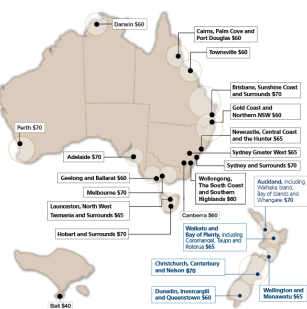 Darwin $60
Cairns, Palm Cove and
Port Douglas $60
Townsville $60
Brisbane, Sunshine Coast
and Surrounds $70
Gold Coast and
Northern NSW $60
Newcastle, Central Coast
and the Hunter $65
Sydney Greater West $65
Sydney and Surrounds $70
Perth $70
Adelaide $70
Geelong and Ballarat $60
Melbourne $70
Launceston, North West
Tasmania and Surrounds $65
Hobart and Surrounds $70
Wollongong,
The South Coast
and Southern
Highlands $60
Canberra $60
Auckland, including
Waiheke Island,
Bay of Islands and
Whangarei $70
Waikato and
Bay of Plenty, including
Coromandel, Taupo and
Rotorua $65
Christchurch, Canterbury
and Nelson $70
Dunedin, Invercargill
and Queenstown $60
Wellington and
Manawatu $65
Bali $40